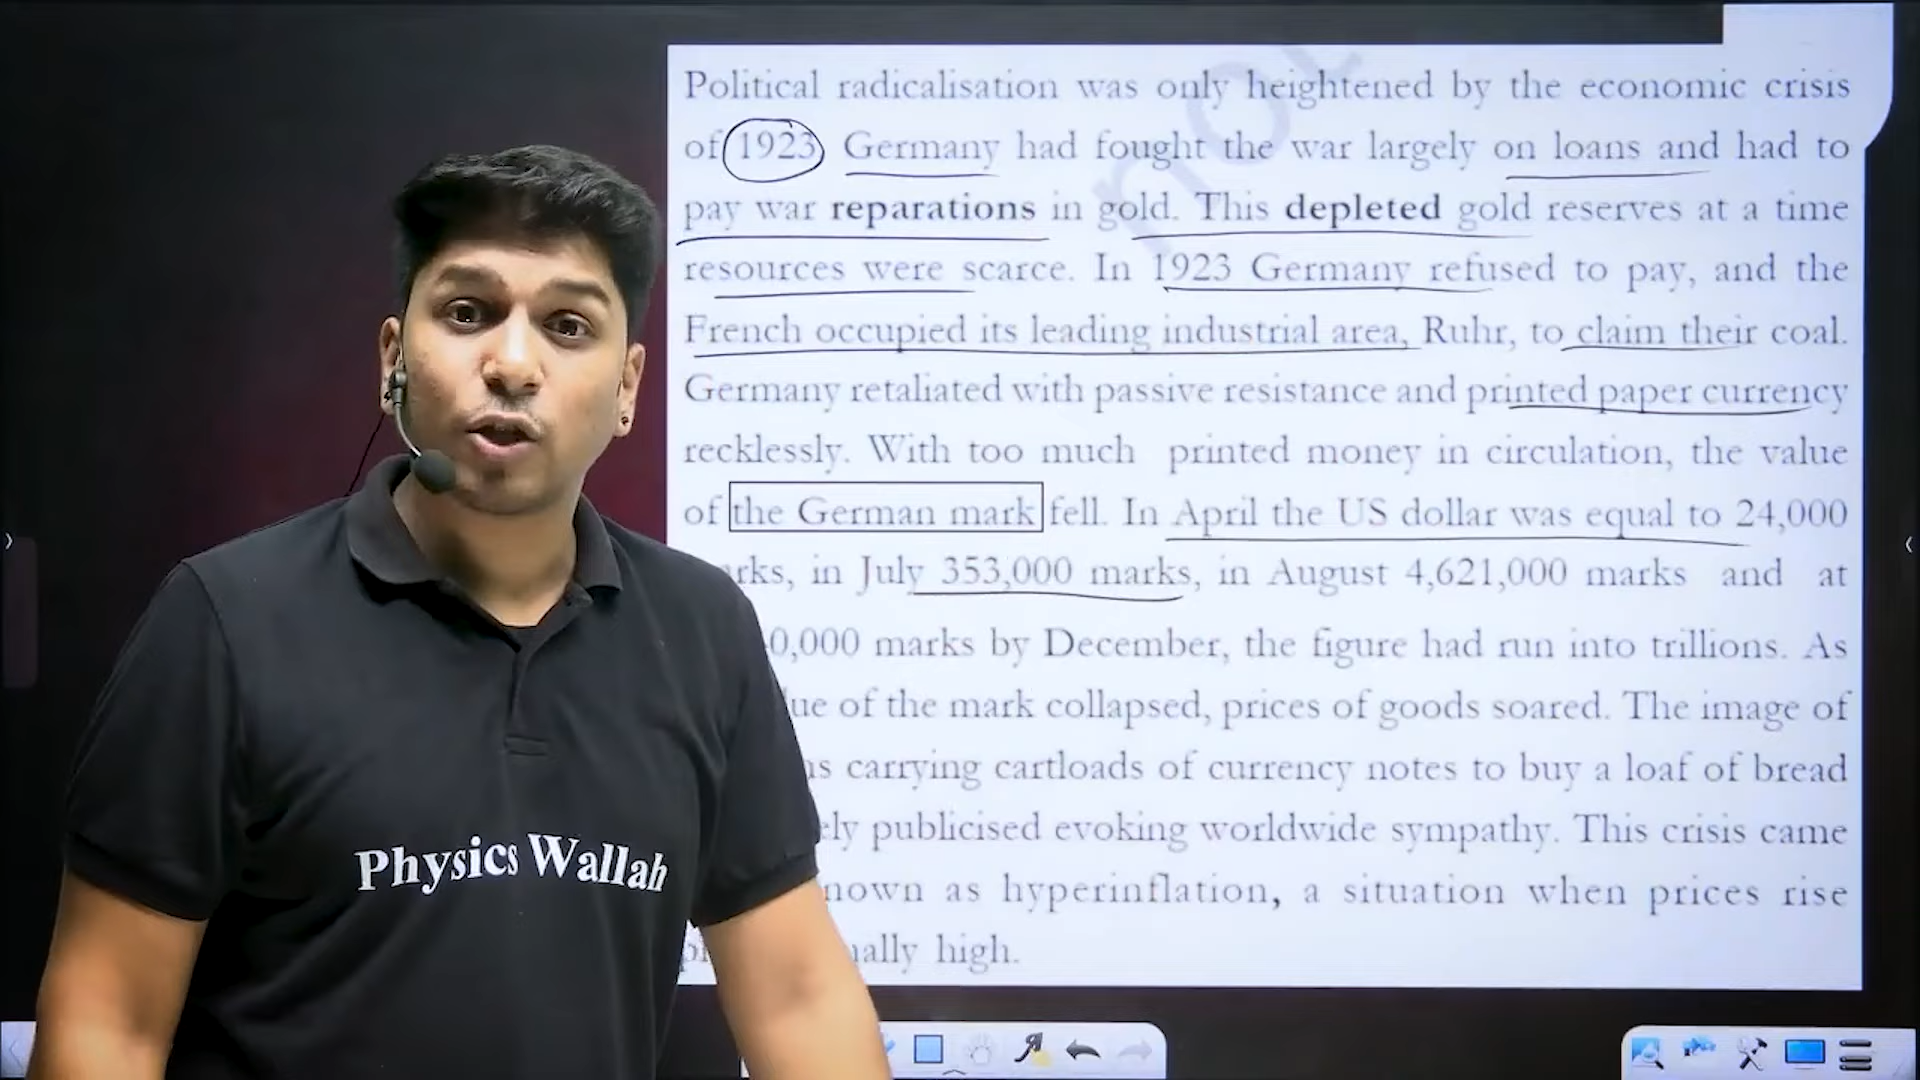 not
Political radicalisation was only heightened by the economic crisis
of 1923 Germany had fought the war largely on loans and had to
pay war reparations in gold. This depleted gold reserves at a time
resources were scarce. In 1923 Germany refused to pay, and the
French occupied its leading industrial area, Ruhr, to claim their coal.
Germany retaliated with passive resistance and printed paper currency
recklessly. With too much printed money in circulation, the value
of the German mark fell. In April the US dollar was equal to 24,000
rks, in July 353,000 marks, in August 4,621,000 marks and at
0,000 marks by December, the figure had run into trillions. As
ue of the mark collapsed, prices of goods soared. The image of
ns carrying cartloads of currency notes to buy a loaf of bread
ely publicised evoking worldwide sympathy. This crisis came
nown as hyperinflation, a situation when prices rise
nally high.
Physics Wallah